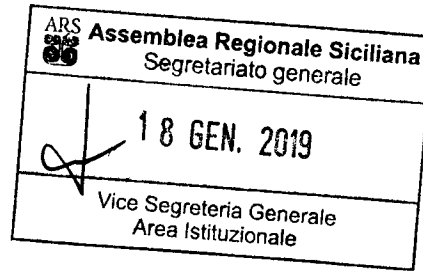 ARS
Assemblea Regionale Siciliana
Segretariato generale
18 GEN. 2019
Vice Segreteria Generale
Area Istituzionale